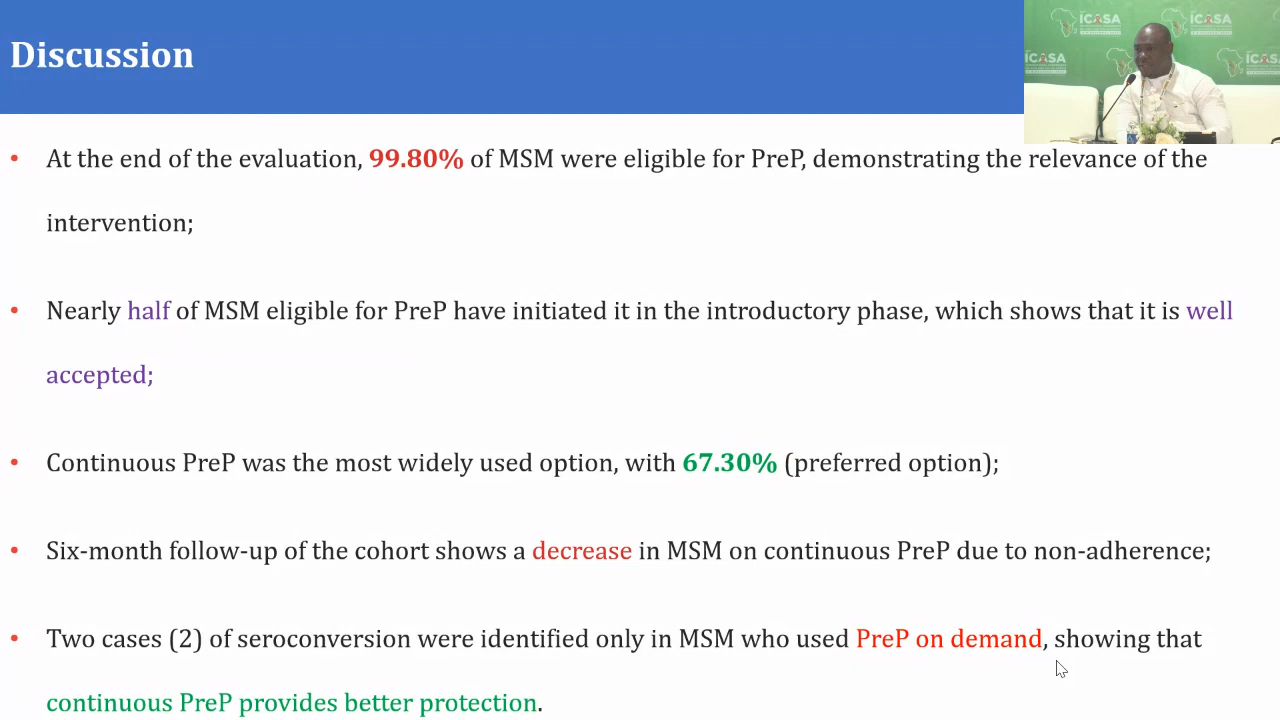 Discussion
ICASA
ICASA
ICASA
ICASA
• At the end of the evaluation, 99.80% of MSM were eligible for PreP, demonstrating the relevance of the
intervention;
• Nearly half of MSM eligible for PreP have initiated it in the introductory phase, which shows that it is well
accepted;
• Continuous PreP was the most widely used option, with 67.30% (preferred option);
• Six-month follow-up of the cohort shows a decrease in MSM on continuous PreP due to non-adherence;
• Two cases (2) of seroconversion were identified only in MSM who used PreP on demand, showing that
continuous PreP provides better protection.